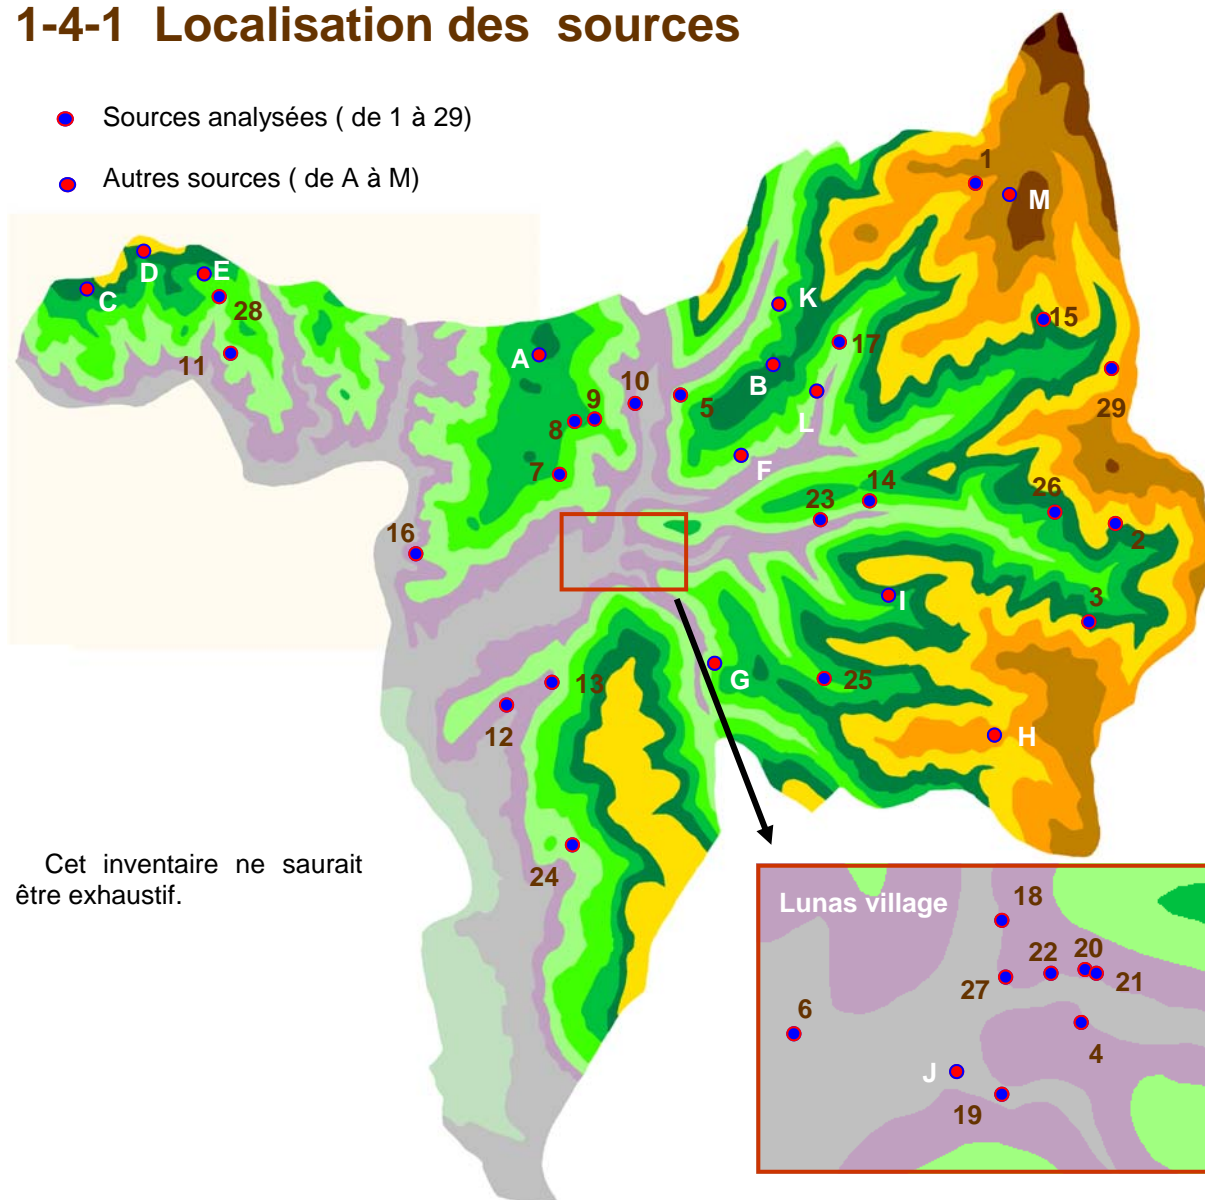 1-4-1 Localisation des sources
Sources analysées ( de 1 à 29)
Autres sources ( de A à M)
1
M
D
E
C
28
K
15
11
17
A
10
B
9
5
29
8
L
7
F
14
26
23
16
2
I
3
13
G
25
12
H
24
Cet inventaire ne saurait
être exhaustif.
Lunas village
18
22
20
27
21
6
4
J
19